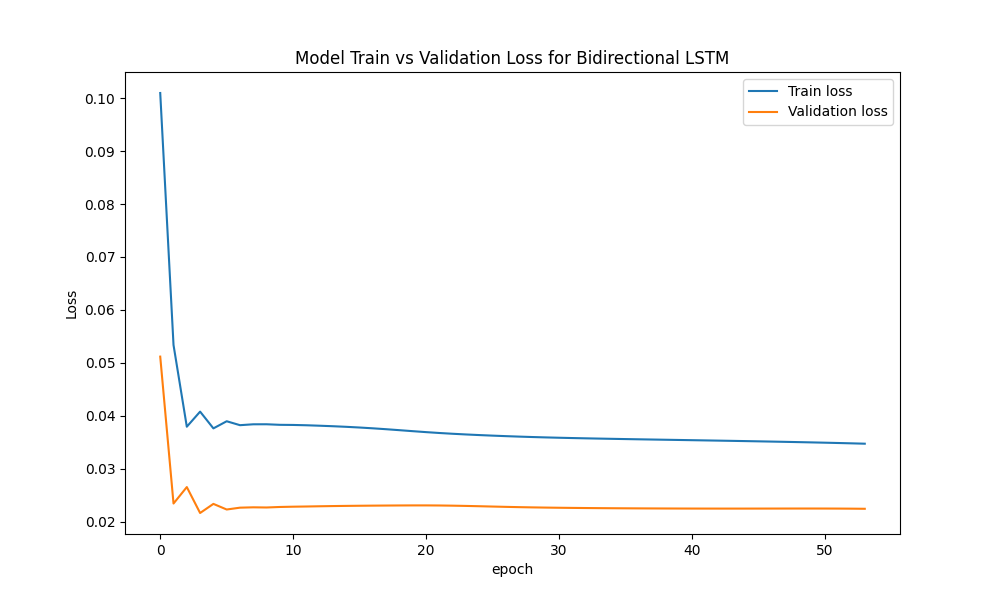 Model Train vs Validation Loss for Bidirectional LSTM
Train loss
Validation loss
Loss
0.10
0.09
0.08
0.07
0.06
0.05
0.04
0.03
0.02
0 10 20 30 40 50
epoch